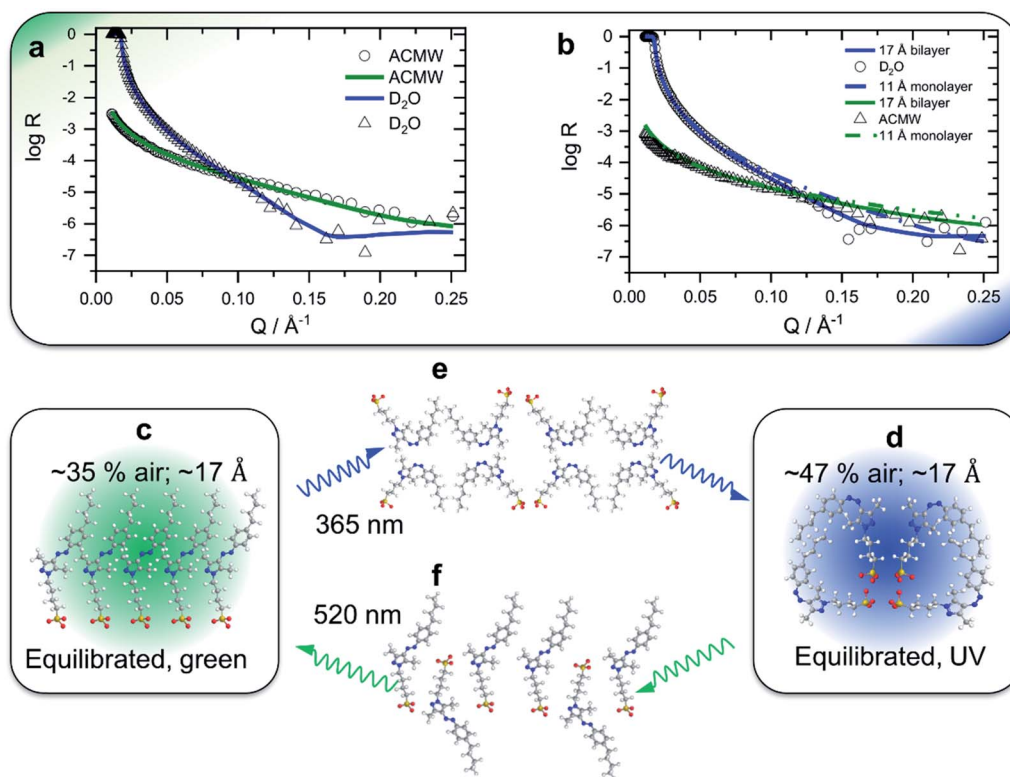 a
0
-1
-2
-3
-4
-5
-6
-7
log R
0.00 0.05 0.10 0.15 0.20 0.25
Q / Å-1
ACMW
ACMW
D2O
D2O
b
0
-1
-2
-3
-4
-5
-6
-7
log R
0.00 0.05 0.10 0.15 0.20 0.25
Q / Å-1
17 Å bilayer
D2O
11 Å monolayer
17 Å bilayer
ACMW
11 Å monolayer
c
~35 % air; ~17 Å
Equilibrated, green
e
365 nm
f
520 nm
d
~47 % air; ~17 Å
Equilibrated, UV